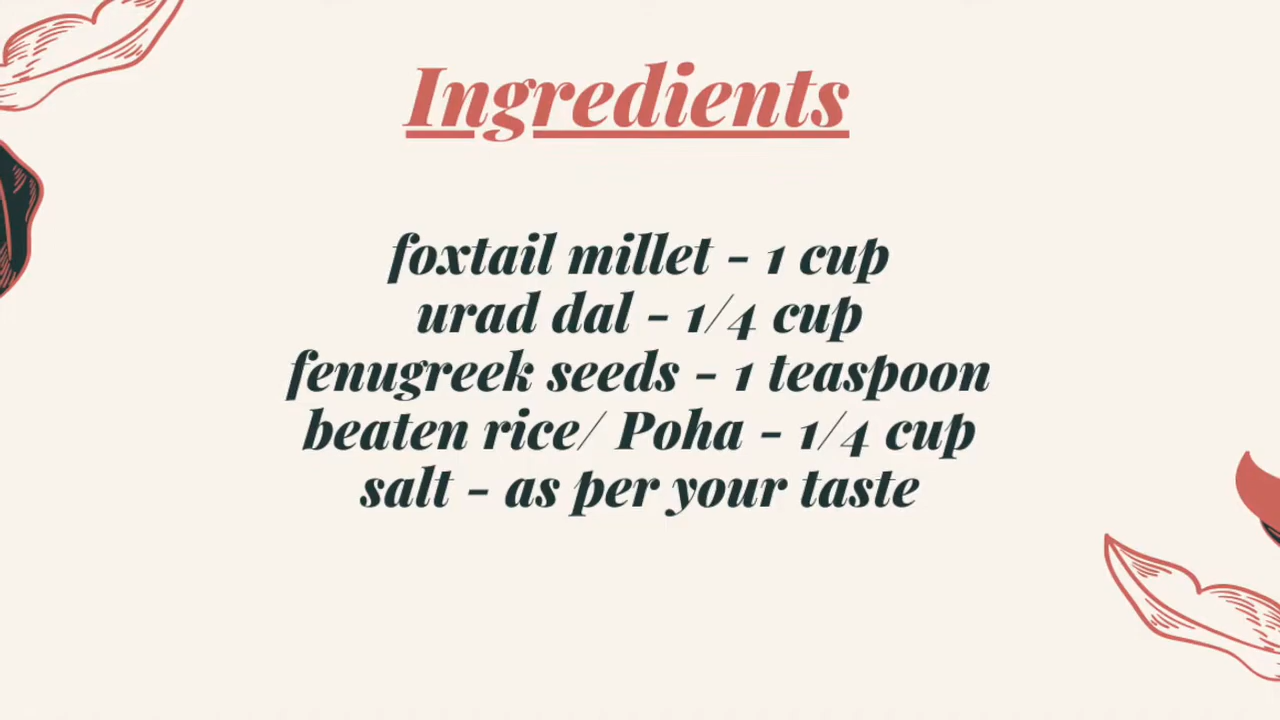 Ingredients
foxtail millet - 1 cup
urad dal - 1/4 cup
fenugreek seeds - 1 teaspoon
beaten rice/ Poha - 1/4 cup
salt - as per your taste